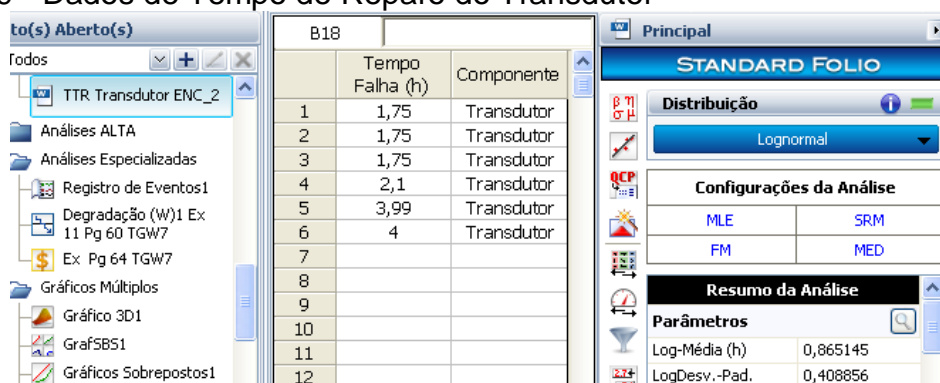 Dados de Tempo de Reparo do Transdutor
to(s) Aberto(s)
Todos
TTR Transdutor ENC_2
Análises ALTA
Análises Especializadas
Registro de Eventos1
Degradação (W)1 Ex
11 Pg 60 TGW7
Ex Pg 64 TGW7
Gráficos Múltiplos
Gráfico 3D1
GrafSBS1
Gráficos Sobrepostos1
B18
Tempo
Falha (h)
Componente
1 1,75 Transdutor
2 1,75 Transdutor
3 1,75 Transdutor
4 2,1 Transdutor
5 3,99 Transdutor
6 4 Transdutor
7
8
9
10
11
12
Principal
STANDARD FOLIO
β η
σ μ
QCP
2.74
Distribuição
Lognormal
Configurações da Análise
MLE SRM
FM MED
Resumo da Análise
Parâmetros
Log-Média (h) 0,865145
LogDesv.-Pad. 0,408856